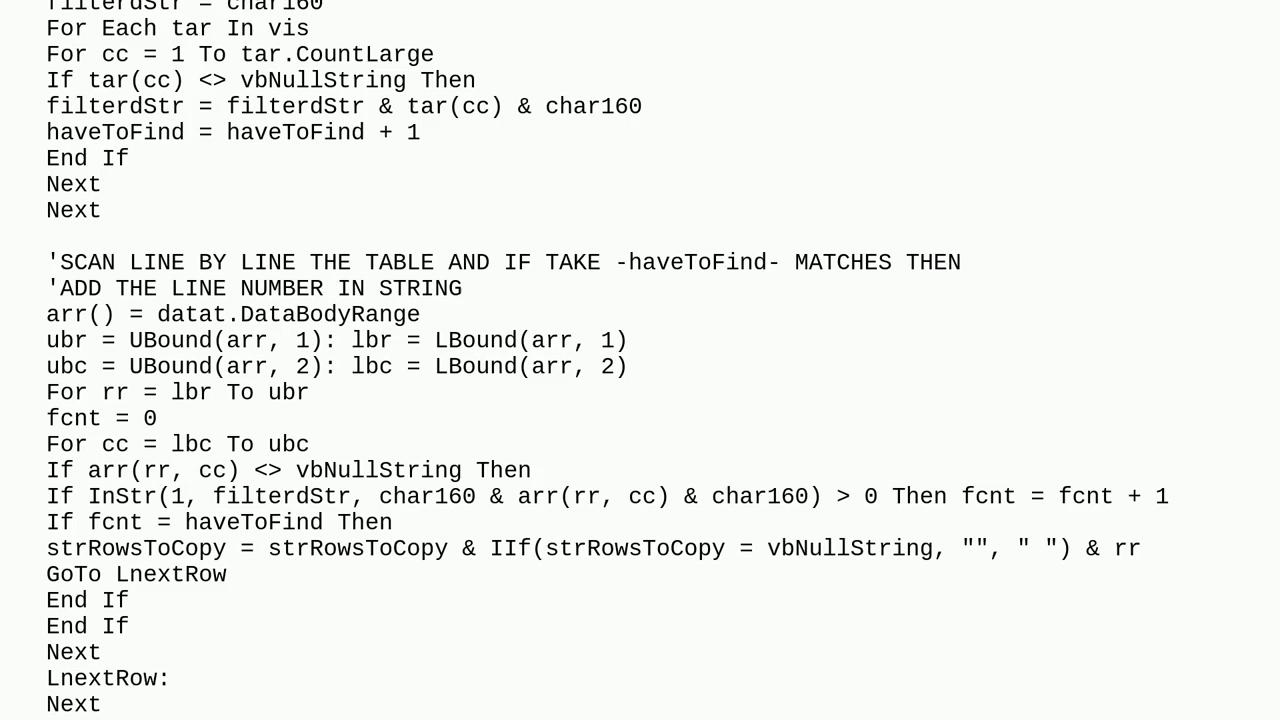 filterdStr = char160
For Each tar In vis
For cc = 1 To tar.CountLarge
If tar(cc) <> vbNullString Then
filterdStr = filterdStr & tar(cc) & char160
haveToFind = haveToFind + 1
End If
Next
Next
'SCAN LINE BY LINE THE TABLE AND IF TAKE -haveToFind- MATCHES THEN
'ADD THE LINE NUMBER IN STRING
arr() = datat.DataBodyRange
ubr = UBound(arr, 1): lbr = LBound(arr, 1)
ubc = UBound(arr, 2): lbc = LBound(arr, 2)
For rr = lbr To ubr
fcnt = 0
For cc = lbc To ubc
If arr(rr, cc) <> vbNullString Then
If InStr(1, filterdStr, char160 & arr(rr, cc) & char160) > 0 Then fcnt = fcnt + 1
If fcnt = haveToFind Then
strRowsToCopy = strRowsToCopy & IIf(strRowsToCopy = vbNullString, "", " ") & rr
GoTo LnextRow
End If
End If
Next
LnextRow:
Next